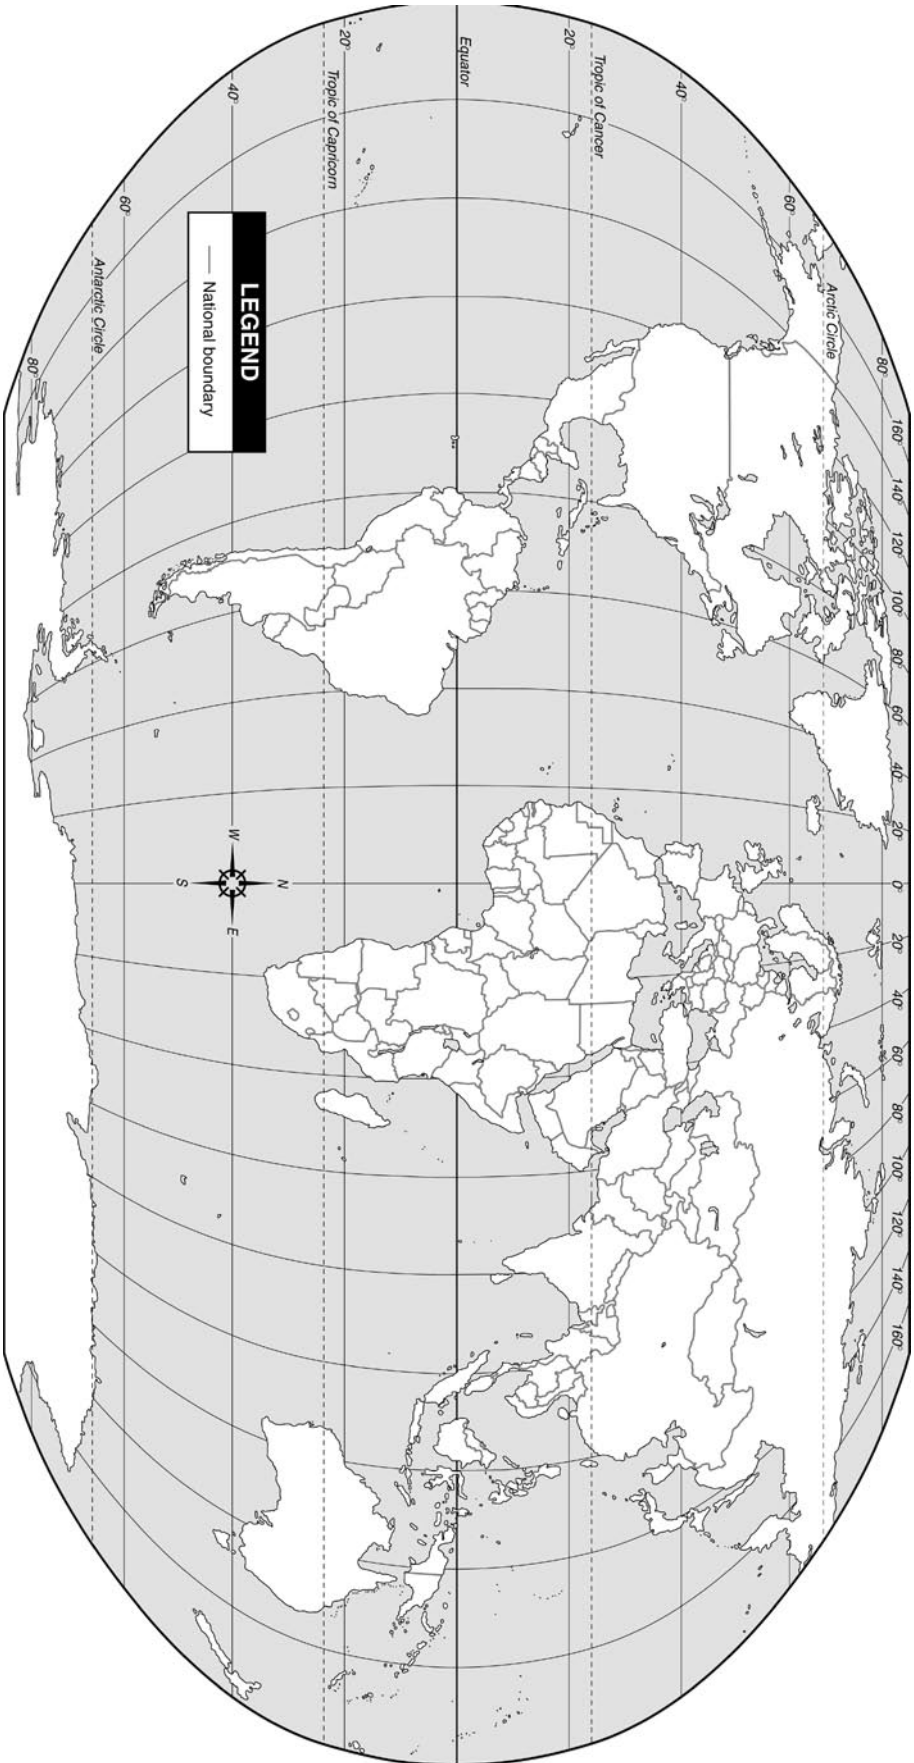 160° 140° 120° 100° 80° 60° 40° 20° 0° 20° 40° 60° 80° 100° 120° 140° 160°
80°
Arctic Circle
60°
40°
Tropic of Cancer
20°
Equator
20°
Tropic of Capricorn
40°
N
W E
S
LEGEND
National boundary
60°
Antarctic Circle
80°